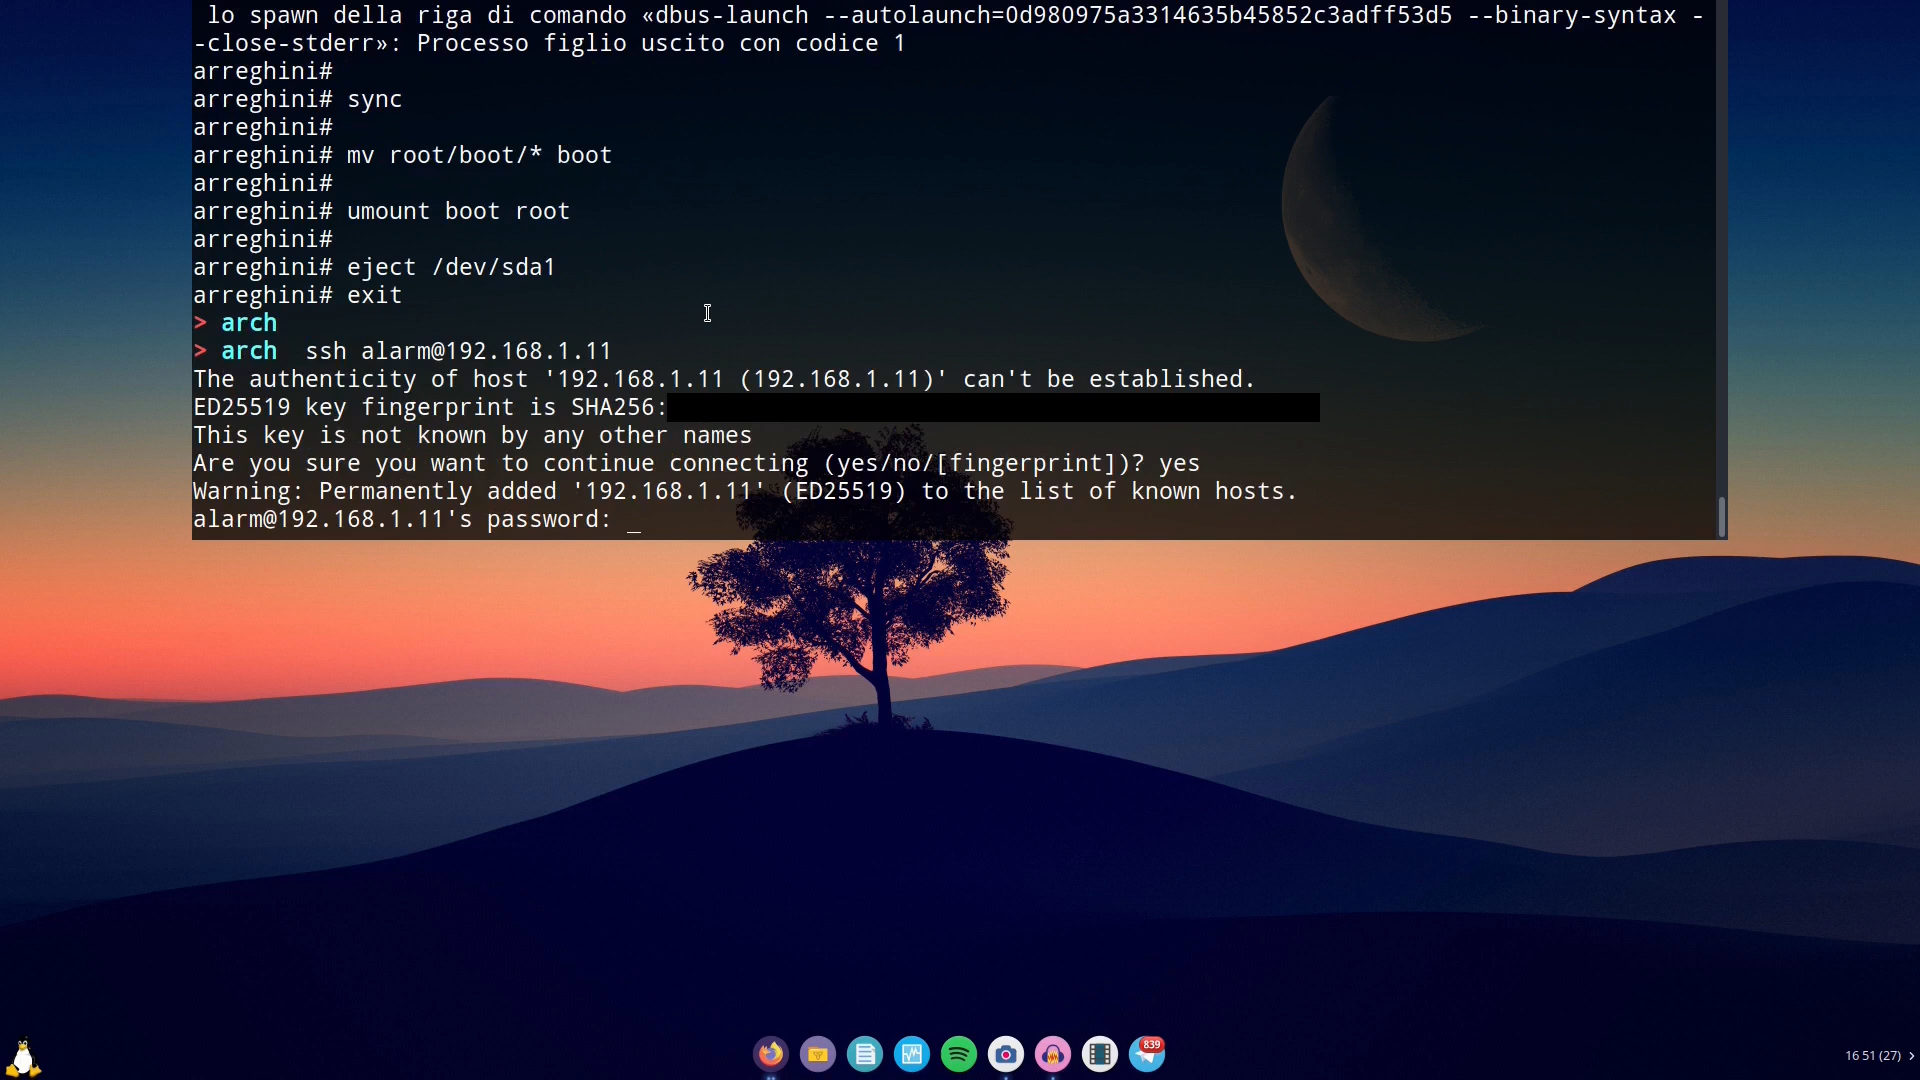 lo spawn della riga di comando «dbus-launch --autolaunch=0d980975a3314635b45852c3adff53d5 --binary-syntax -
-close-stderr»: Processo figlio uscito con codice 1
arreghini#
arreghini# sync
arreghini#
arreghini# mv root/boot/* boot
arreghini#
arreghini# umount boot root
arreghini#
arreghini# eject /dev/sda1
arreghini# exit
> arch
> arch  ssh alarm@192.168.1.11
The authenticity of host '192.168.1.11 (192.168.1.11)' can't be established.
ED25519 key fingerprint is SHA256:
This key is not known by any other names
Are you sure you want to continue connecting (yes/no/[fingerprint])? yes
Warning: Permanently added '192.168.1.11' (ED25519) to the list of known hosts.
alarm@192.168.1.11's password: _
839
16 51 (27) >